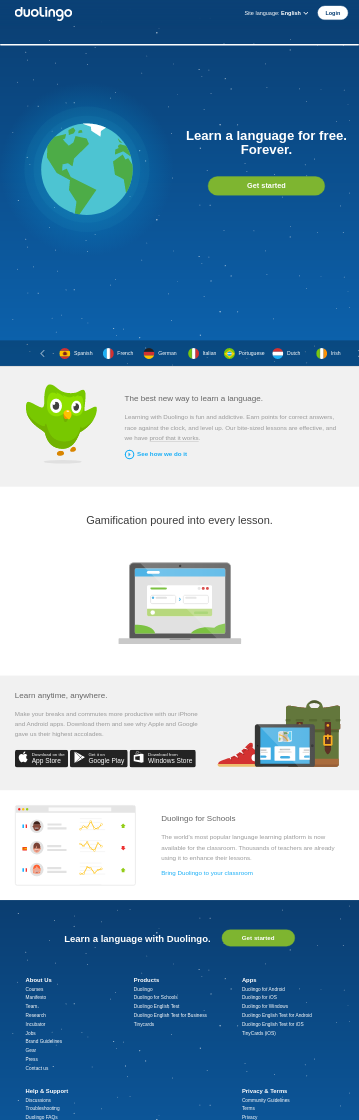 duolingo
Site language: English
Login
Learn a language for free.
Forever.
Get started
Spanish
French
German
Italian
Portuguese
Dutch
Irish
The best new way to learn a language.
Learning with Duolingo is fun and addictive. Earn points for correct answers,
race against the clock, and level up. Our bite-sized lessons are effective, and
we have proof that it works.
See how we do it
Gamification poured into every lesson.
Learn anytime, anywhere.
Make your breaks and commutes more productive with our iPhone
and Android apps. Download them and see why Apple and Google
gave us their highest accolades.
Download on the
App Store
Get it on
Google Play
Download from
Windows Store
Duolingo for Schools
The world's most popular language learning platform is now
available for the classroom. Thousands of teachers are already
using it to enhance their lessons.
Bring Duolingo to your classroom
Learn a language with Duolingo.
Get started
About Us
Courses
Manifesto
Team
Research
Incubator
Jobs
Brand Guidelines
Gear
Press
Contact us
Products
Duolingo
Duolingo for Schools
Duolingo English Test
Duolingo English Test for Business
Tinycards
Apps
Duolingo for Android
Duolingo for iOS
Duolingo for Windows
Duolingo English Test for Android
Duolingo English Test for iOS
TinyCards (iOS)
Help & Support
Discussions
Troubleshooting
Duolingo FAQs
Privacy & Terms
Community Guidelines
Terms
Privacy